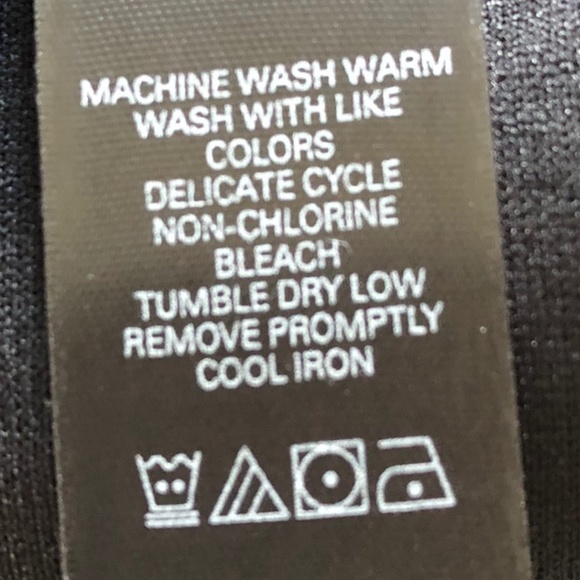 MACHINE WASH WARM
WASH WITH LIKE
COLORS
DELICATE CYCLE
NON-CHLORINE
BLEACH
TUMBLE DRY LOW
REMOVE PROMPTLY
COOL IRON